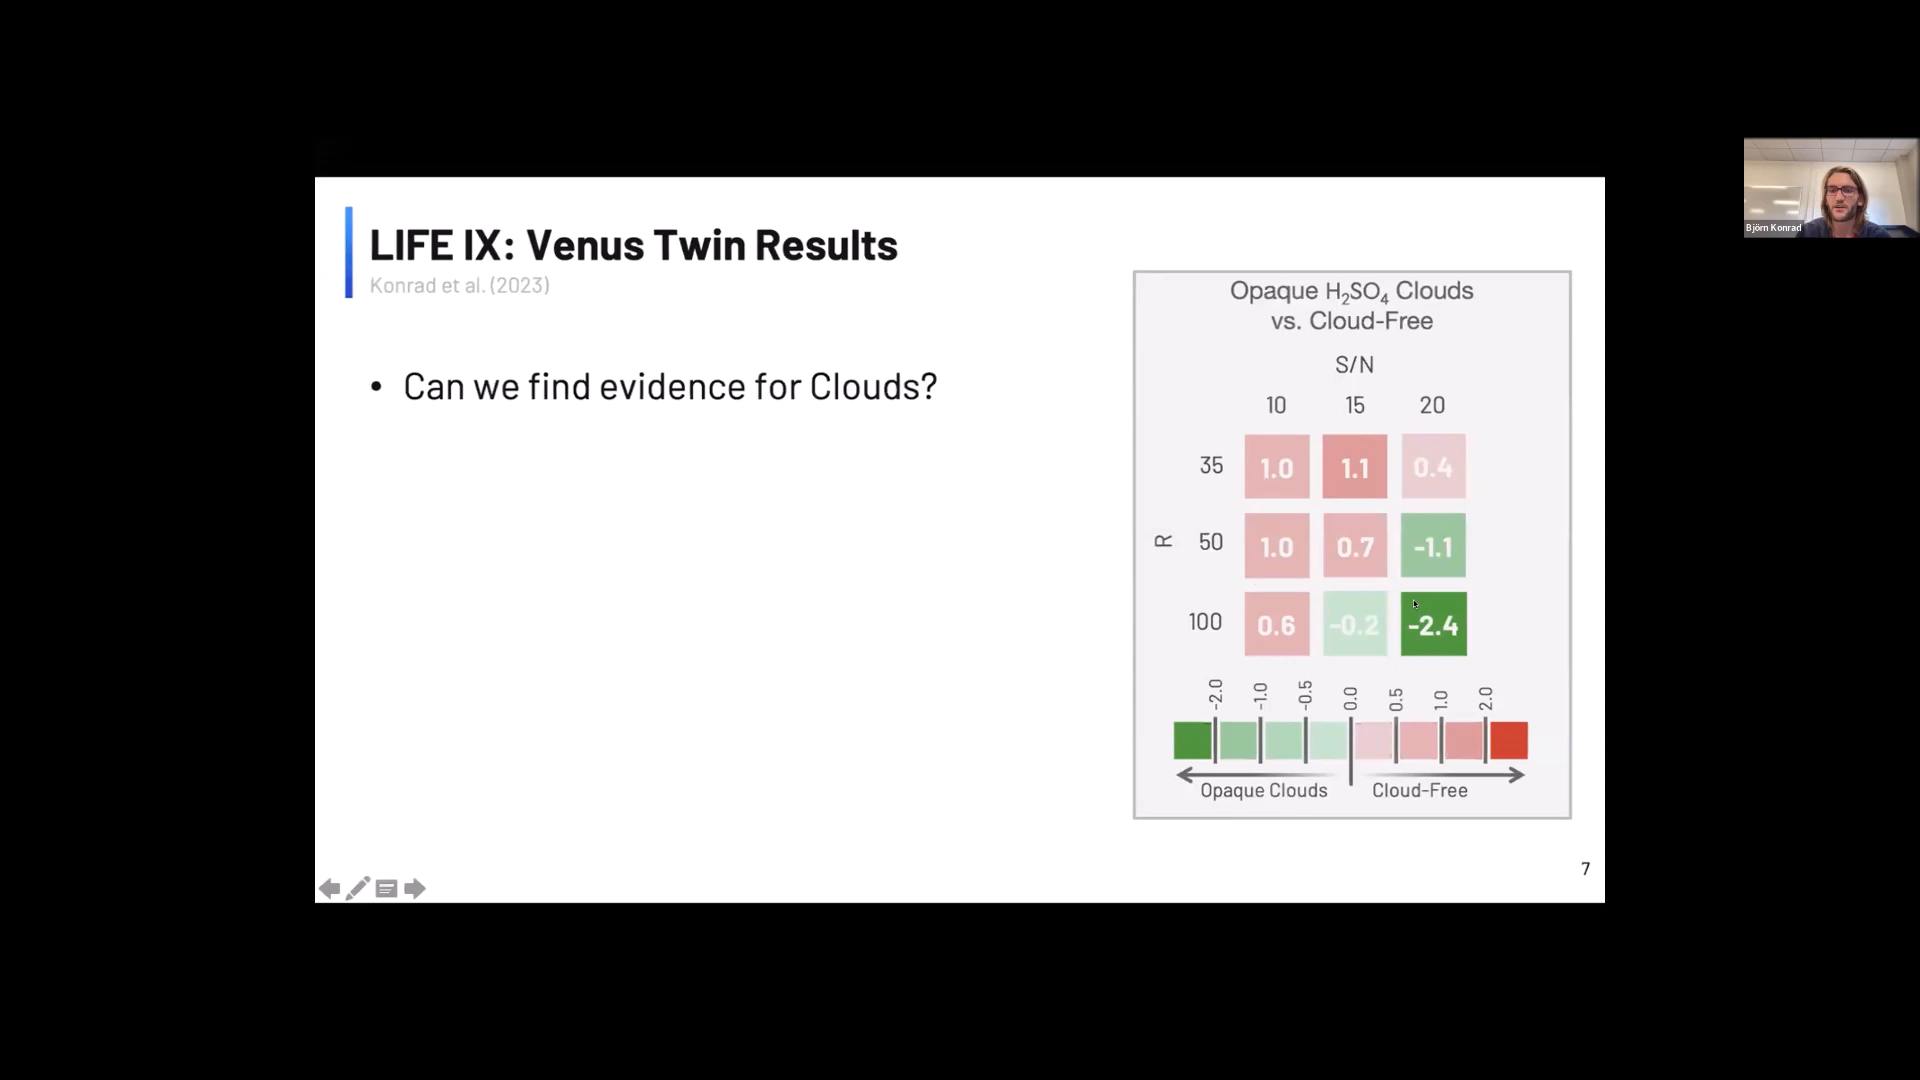 LIFE IX: Venus Twin Results
Konrad et al. (2023)
• Can we find evidence for Clouds?
Opaque H₂SO₄ Clouds
vs. Cloud-Free
S/N
10 15 20
35 1.0 1.1 0.4
R 50 1.0 0.7 -1.1
100 0.6 -0.2 -2.4
-2.0 -1.0 -0.5 0.0 0.5 1.0 2.0
Opaque Clouds Cloud-Free
7
Björn Konrad